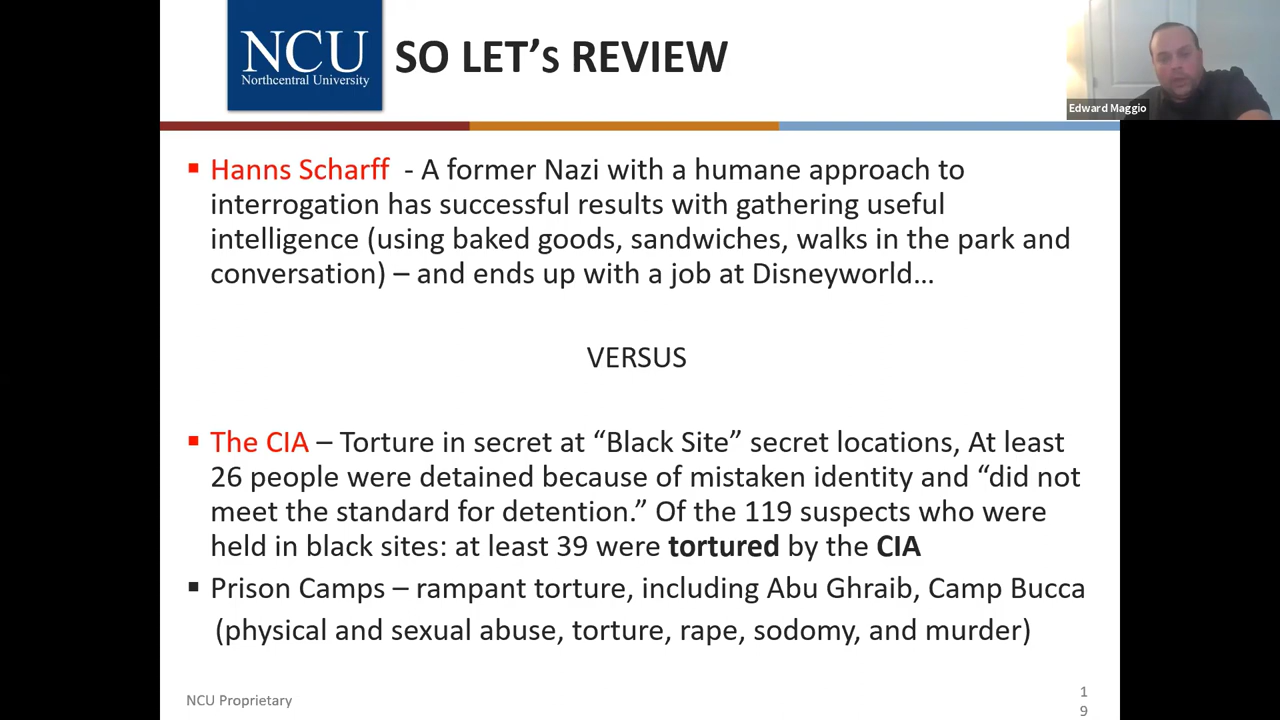 NCU
Northcentral University
SO LET's REVIEW
Edward Maggio
Hanns Scharff - A former Nazi with a humane approach to
interrogation has successful results with gathering useful
intelligence (using baked goods, sandwiches, walks in the park and
conversation) – and ends up with a job at Disneyworld…
VERSUS
The CIA – Torture in secret at “Black Site” secret locations, At least
26 people were detained because of mistaken identity and “did not
meet the standard for detention.” Of the 119 suspects who were
held in black sites: at least 39 were tortured by the CIA
Prison Camps – rampant torture, including Abu Ghraib, Camp Bucca
(physical and sexual abuse, torture, rape, sodomy, and murder)
NCU Proprietary
1
9